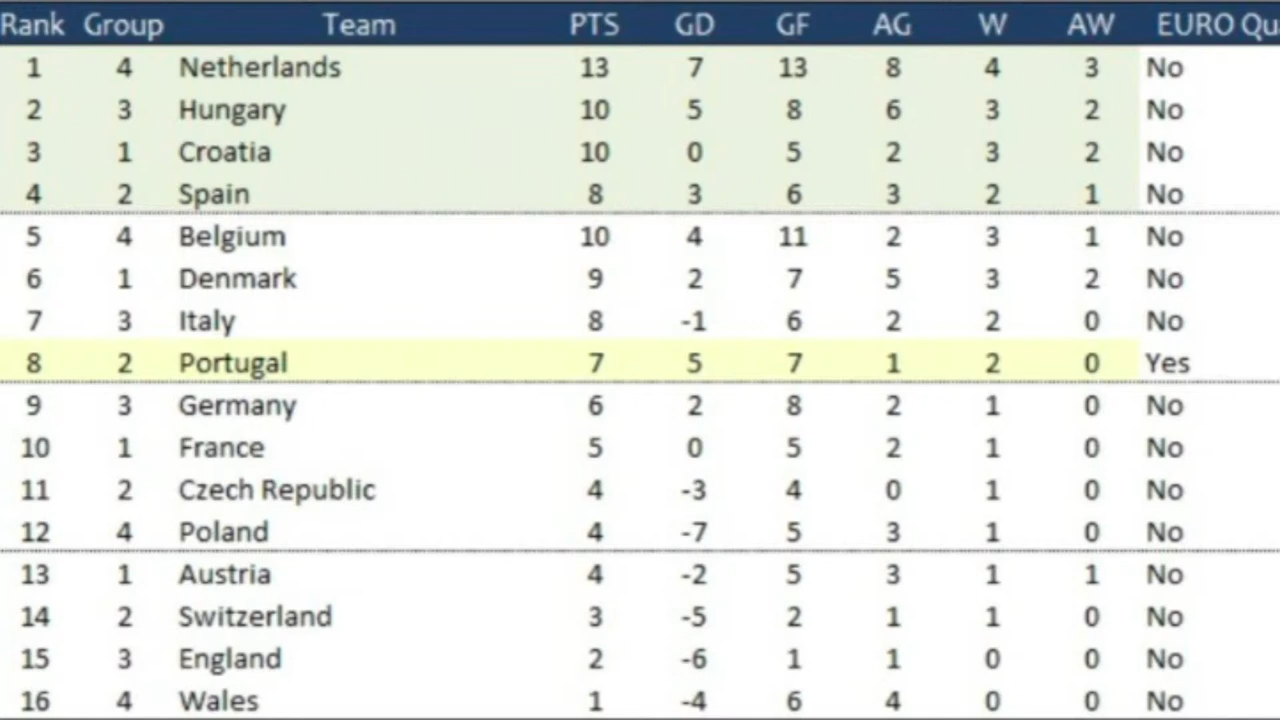 Rank Group Team PTS GD GF AG W AW EURO Qu
1 4 Netherlands 13 7 13 8 4 3 No
2 3 Hungary 10 5 8 6 3 2 No
3 1 Croatia 10 0 5 2 3 2 No
4 2 Spain 8 3 6 3 2 1 No
5 4 Belgium 10 4 11 2 3 1 No
6 1 Denmark 9 2 7 5 3 2 No
7 3 Italy 8 -1 6 2 2 0 No
8 2 Portugal 7 5 7 1 2 0 Yes
9 3 Germany 6 2 8 2 1 0 No
10 1 France 5 0 5 2 1 0 No
11 2 Czech Republic 4 -3 4 0 1 0 No
12 4 Poland 4 -7 5 3 1 0 No
13 1 Austria 4 -2 5 3 1 1 No
14 2 Switzerland 3 -5 2 1 1 0 No
15 3 England 2 -6 1 1 0 0 No
16 4 Wales 1 -4 6 4 0 0 No